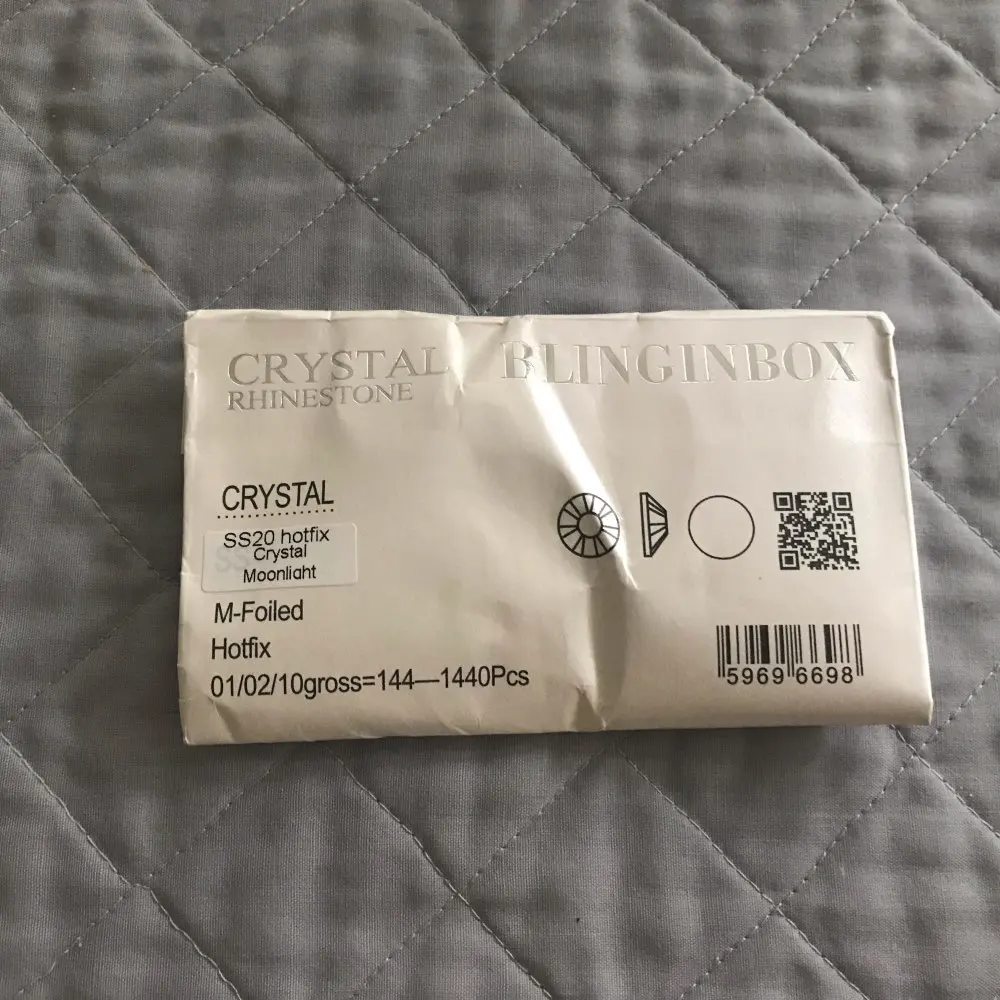 CRYSTAL BLINGINBOX
RHINESTONE
CRYSTAL
SS20 hotfix
Crystal
Moonlight
M-Foiled
Hotfix
01/02/10gross=144—1440Pcs
5969 6698